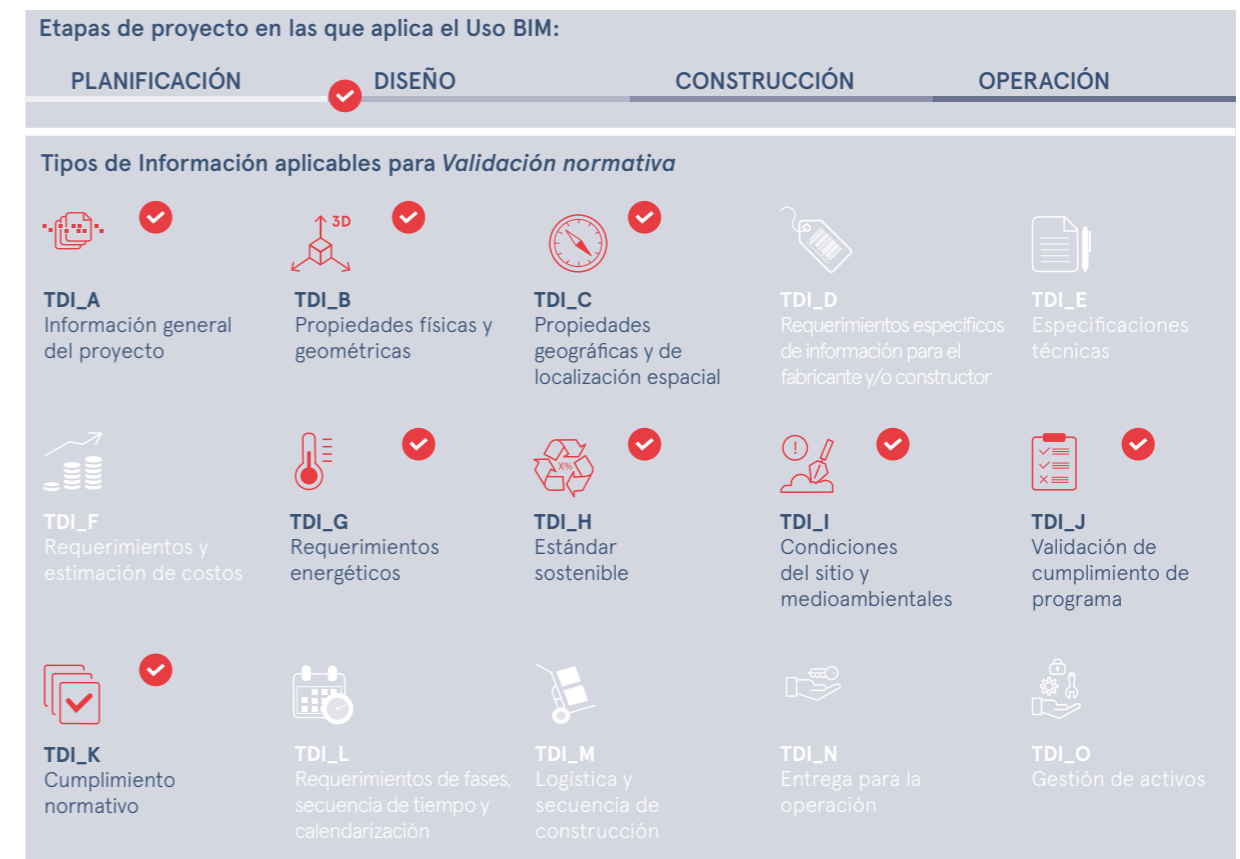 Etapas de proyecto en las que aplica el Uso BIM:
PLANIFICACIÓN DISEÑO CONSTRUCCIÓN OPERACIÓN
Tipos de Información aplicables para Validación normativa
3D
TDI_A
Información general
del proyecto
TDI_B
Propiedades físicas y
geométricas
TDI_C
Propiedades
geográficas y de
localización espacial
TDI_D
Requerimientos específicos
de información para el
fabricante y/o constructor
TDI_E
Especificaciones
técnicas
TDI_F
Requerimientos y
estimación de costos
TDI_G
Requerimientos
energéticos
X%
TDI_H
Estándar
sostenible
!
TDI_I
Condiciones
del sitio y
medioambientales
TDI_J
Validación de
cumplimiento de
programa
TDI_K
Cumplimiento
normativo
TDI_L
Requerimientos de fases,
secuencia de tiempo y
calendarización
TDI_M
Logística y
secuencia de
construcción
TDI_N
Entrega para la
operación
TDI_O
Gestión de activos